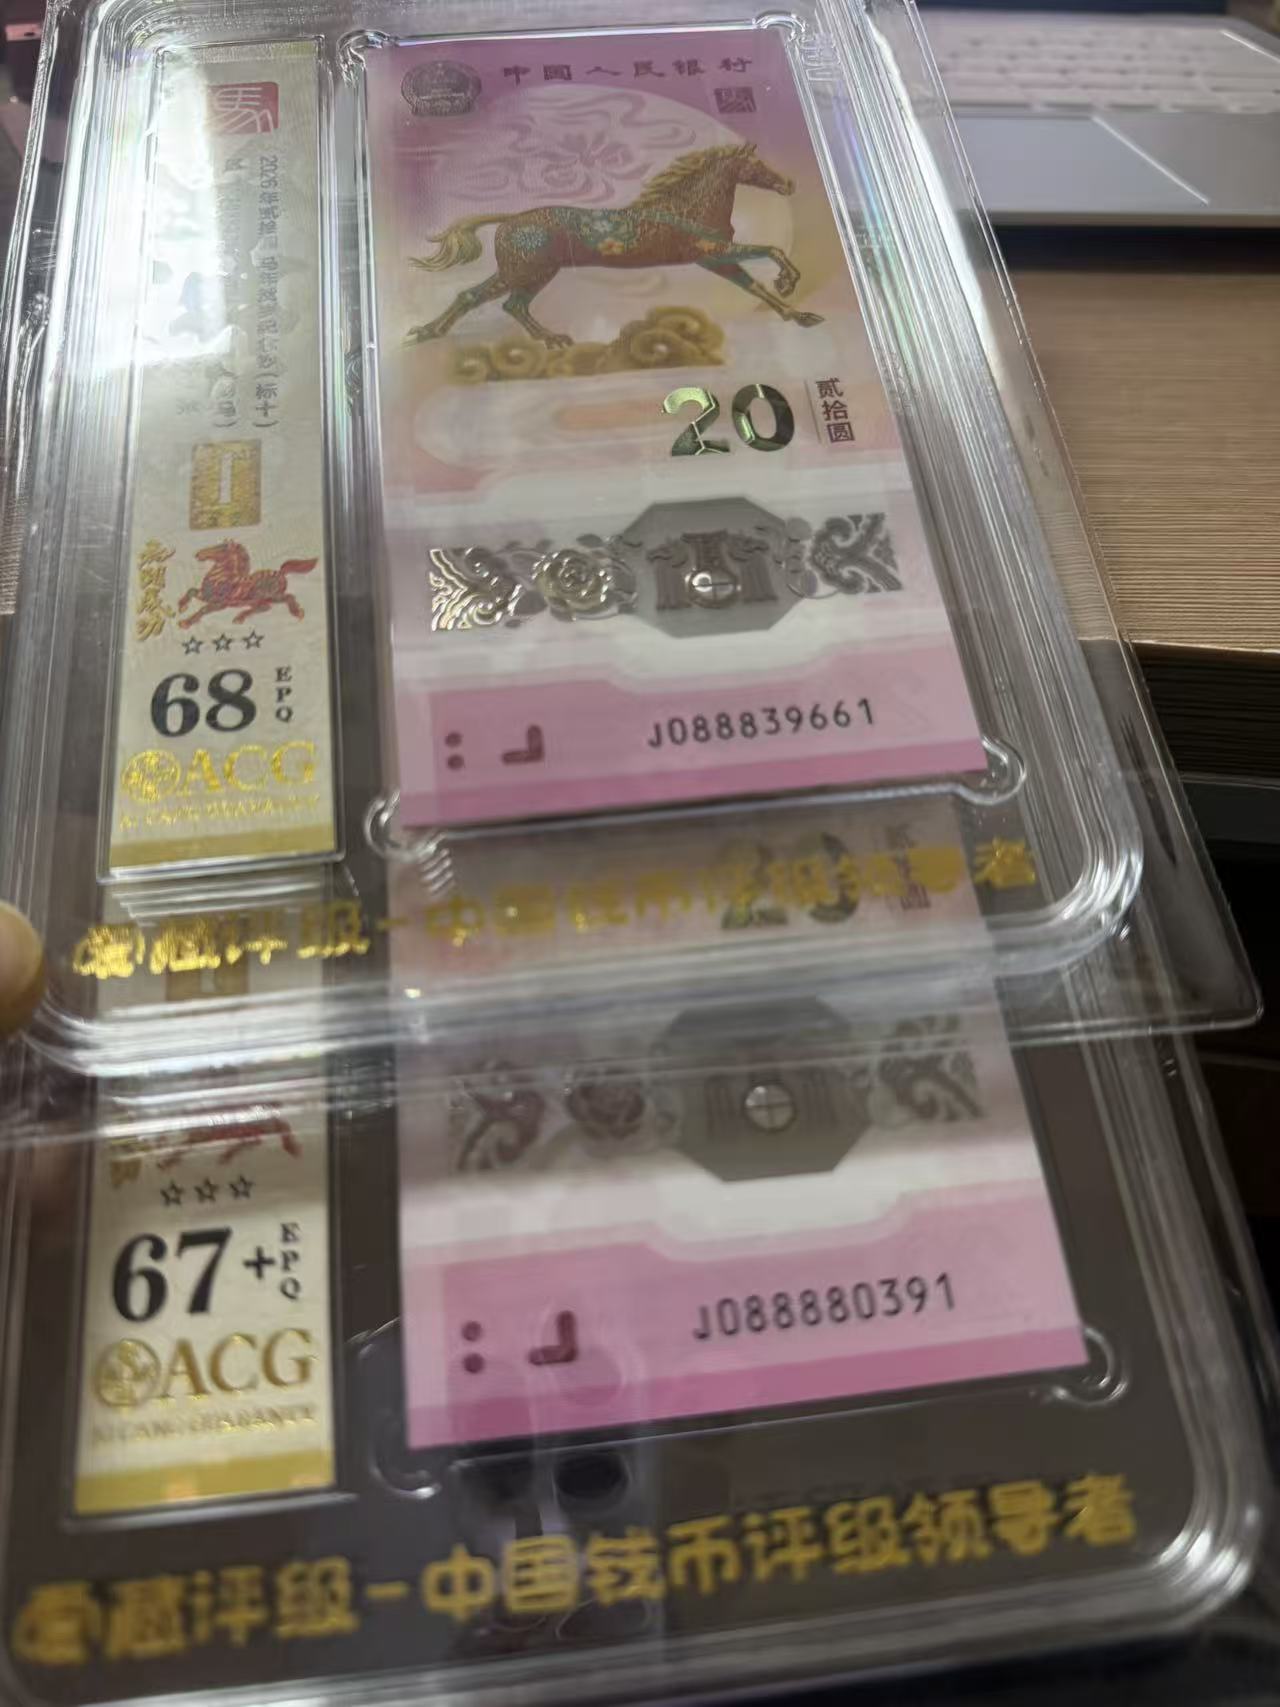 中国人民银行
馬
20
贰拾圆
J088839661
馬
2026年贰拾圆
☆☆☆
68
EPQ
ACG
藏评级-中国钱币评级领导者
J088880391
☆☆☆
67+
EPQ
ACG
藏评级-中国钱币评级领导者